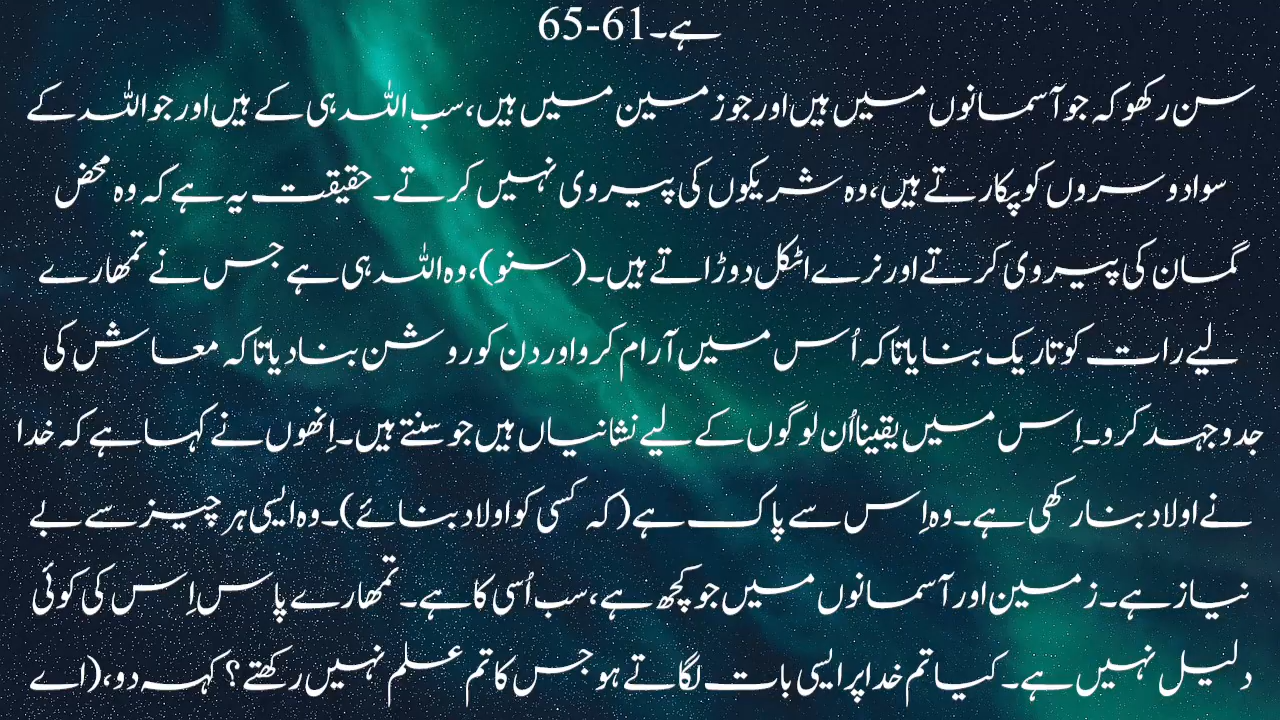 ہے۔61-65
سن رکھو کہ جو آسمانوں میں ہیں اور جو زمین میں ہیں، سب اللہ ہی کے ہیں اور جو اللہ کے
سوا دوسروں کو پکارتے ہیں، وہ شریکوں کی پیروی نہیں کرتے۔ حقیقت یہ ہے کہ وہ محض
گمان کی پیروی کرتے اور نرے اٹکل دوڑاتے ہیں۔ (سنو)، وہ اللہ ہی ہے جس نے تمھارے
لیے رات کو تاریک بنایا تاکہ اُس میں آرام کرو اور دن کو روشن بنا دیا تاکہ معاش کی
جدوجہد کرو۔ اِس میں یقینا اُن لوگوں کے لیے نشانیاں ہیں جو سنتے ہیں۔ اِنھوں نے کہا ہے کہ خدا
نے اولاد بنا رکھی ہے۔ وہ اِس سے پاک ہے (کہ کسی کو اولاد بنائے)۔ وہ ایسی ہر چیز سے بے
نیاز ہے۔ زمین اور آسمانوں میں جو کچھ ہے، سب اُسی کا ہے۔ تمھارے پاس اِس کی کوئی
دلیل نہیں ہے۔ کیا تم خدا پر ایسی بات لگاتے ہو جس کا تم علم نہیں رکھتے؟ کہہ دو، (اے